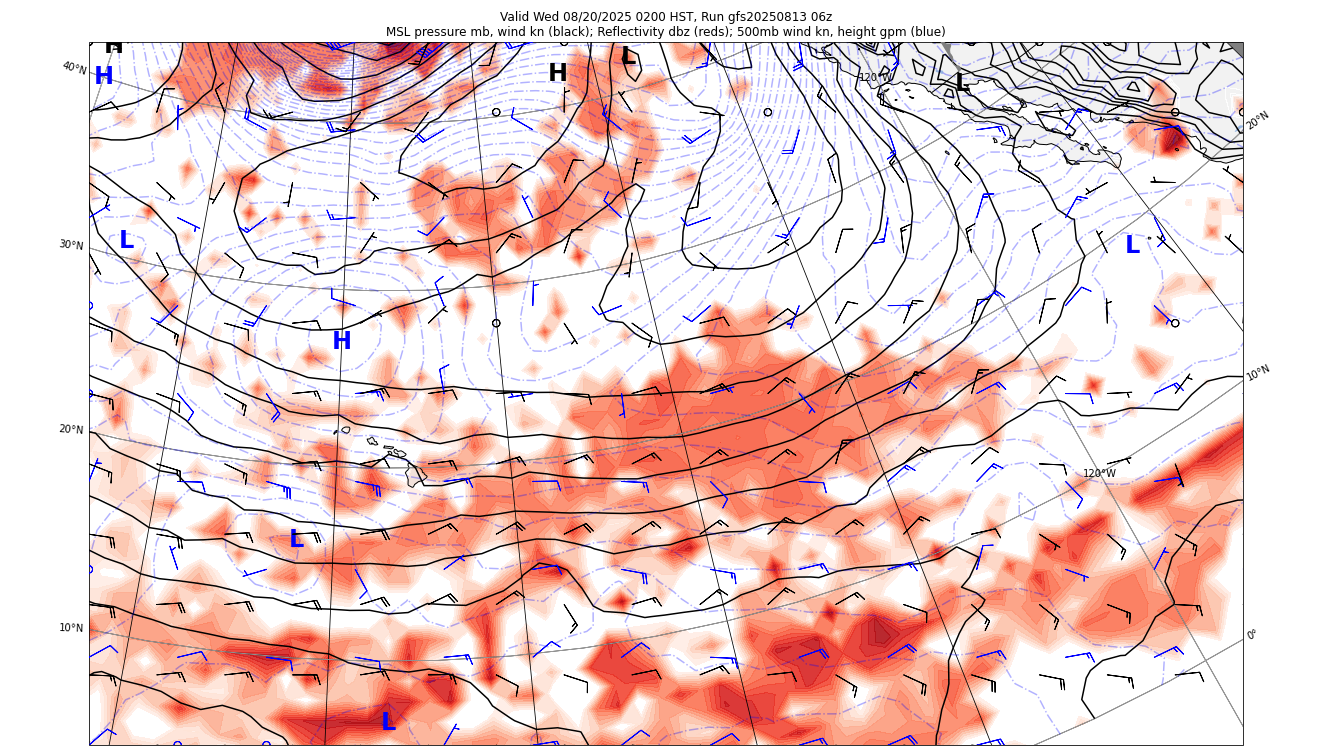 Valid Wed 08/20/2025 0200 HST, Run gfs20250813 06z
MSL pressure mb, wind kn (black); Reflectivity dbz (reds); 500mb wind kn, height gpm (blue)
H
L
40°N
H
H
120°W
L
20°N
30°N
L
L
H
10°N
20°N
120°W
L
10°N
0°
L